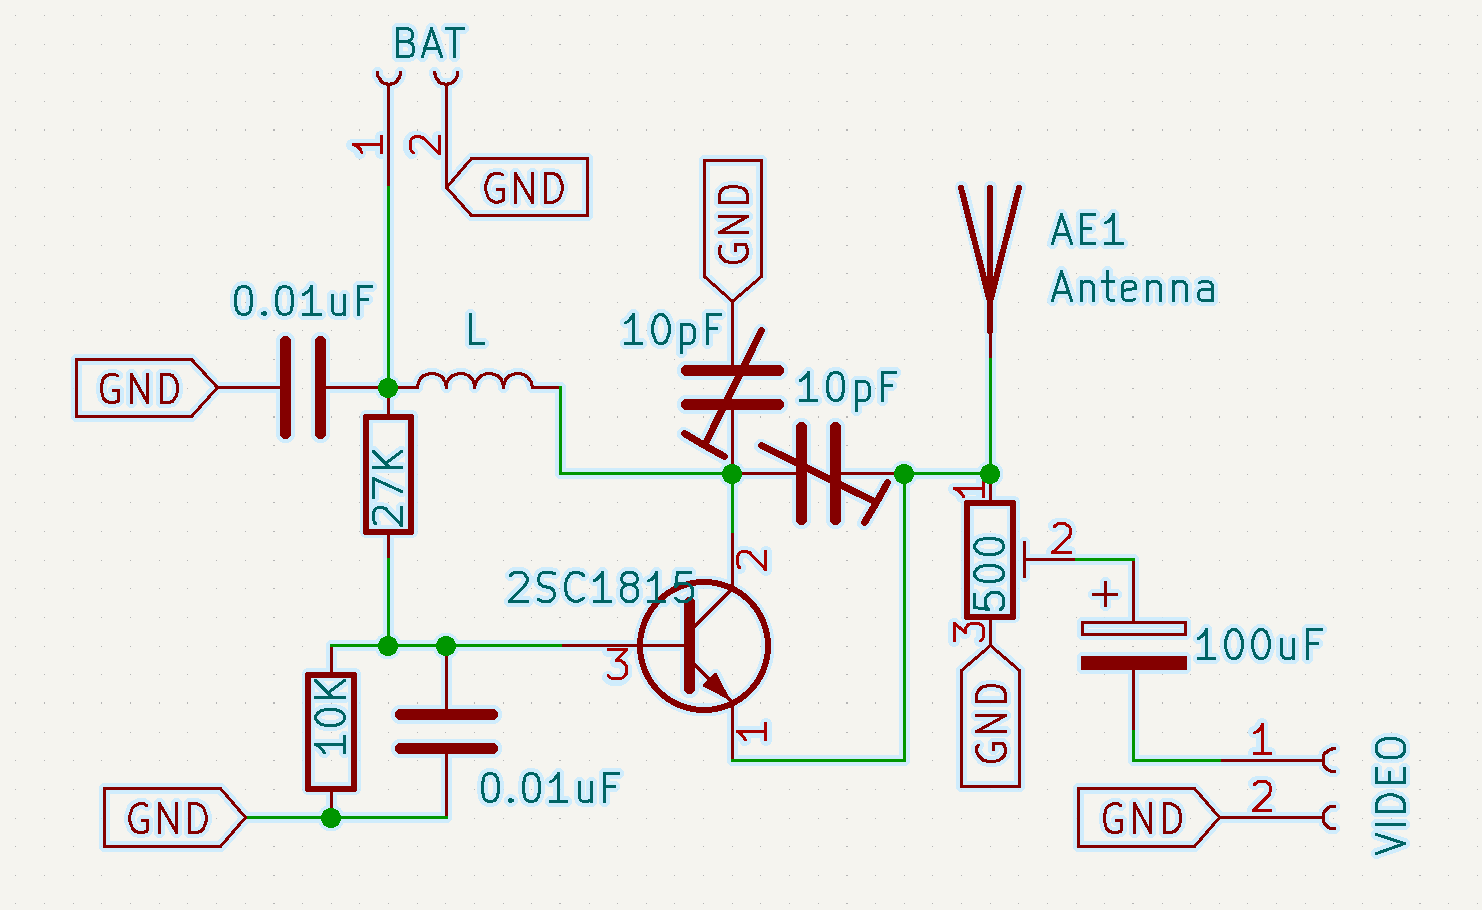 BAT
1
2
GND
GND
AE1
Antenna
0.01uF
L
10pF
10pF
GND
27K
1
2
2SC1815
2
500
3
100uF
3
10K
GND
1
1
VIDEO
0.01uF
2
GND
GND